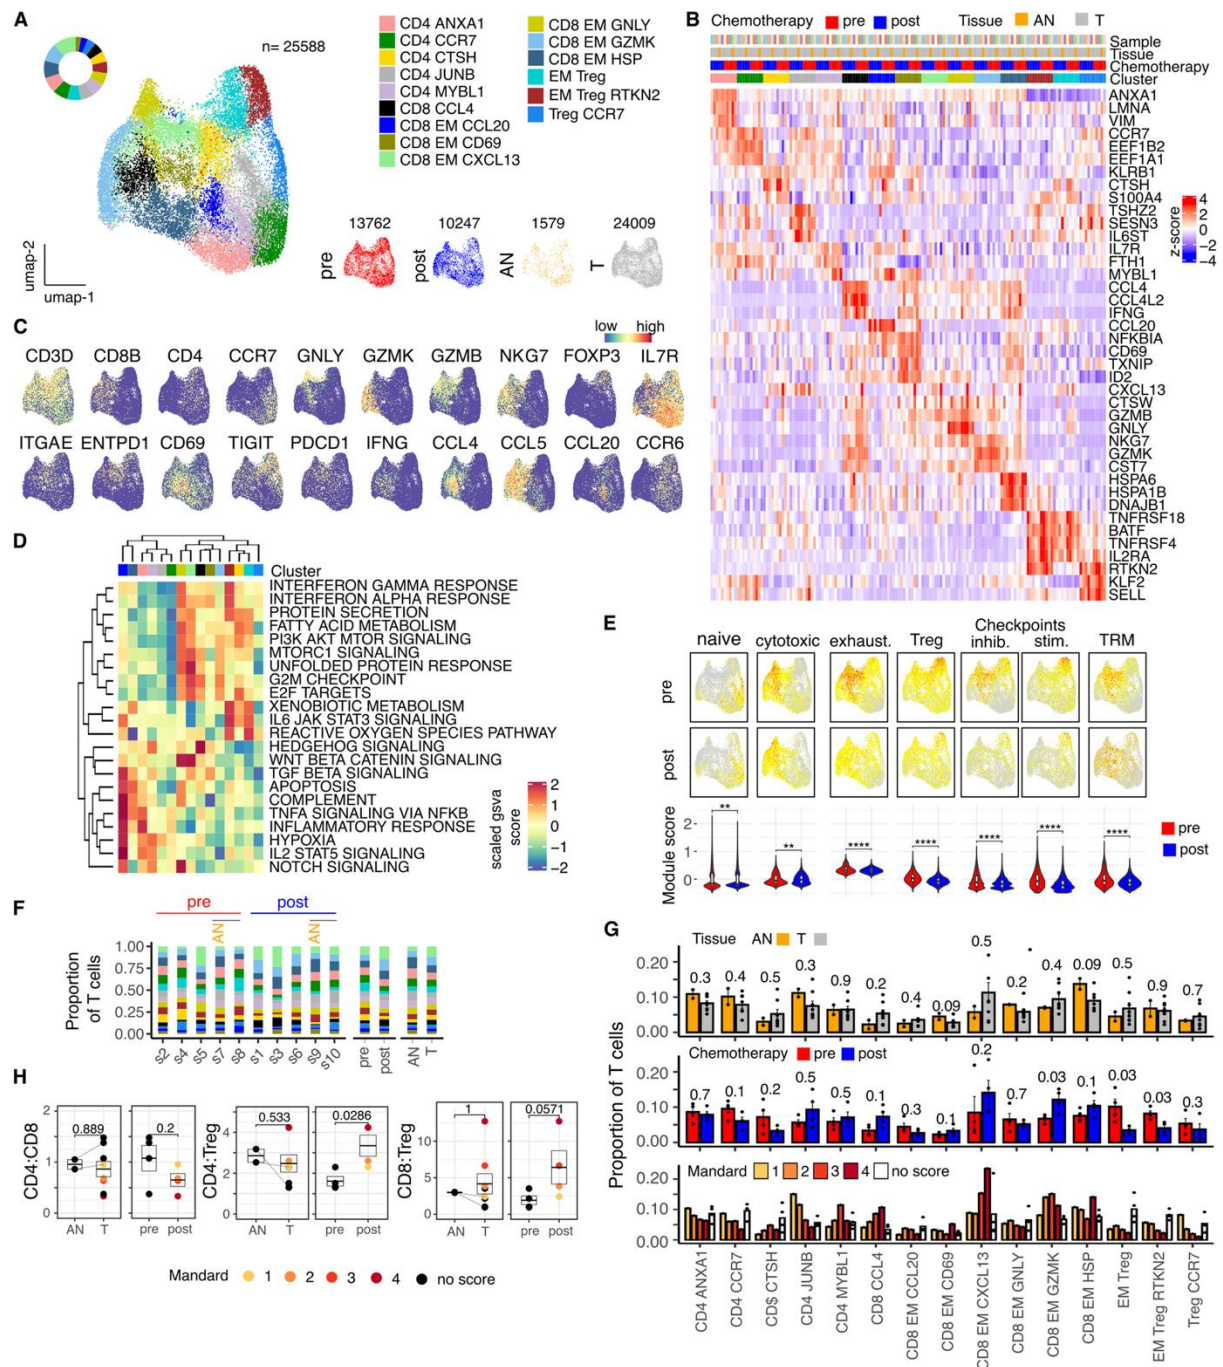 A
n= 25588
CD4 ANXA1
CD4 CCR7
CD4 CTSH
CD4 JUNB
CD4 MYBL1
CD8 CCL4
CD8 EM CCL20
CD8 EM CD69
CD8 EM CXCL13
CD8 EM GNLY
CD8 EM GZMK
CD8 EM HSP
EM Treg
EM Treg RTKN2
Treg CCR7
umap-2
umap-1
13762 10247 1579 24009
pre post AN T
B
Chemotherapy pre post Tissue AN T
Sample
Tissue
Chemotherapy
Cluster
ANXA1
LMNA
VIM
CCR7
EEF1B2
EEF1A1
KLRB1
CTSH
S100A4
TSHZ2
SESN3
IL6ST
IL7R
FTH1
MYBL1
CCL4
CCL4L2
IFNG
CCL20
NFKBIA
CD69
TXNIP
ID2
CXCL13
CTSW
GZMB
GNLY
NKG7
GZMK
CST7
HSPA6
HSPA1B
DNAJB1
TNFRSF18
BATF
TNFRSF4
IL2RA
RTKN2
KLF2
SELL
z-score
4
2
0
−2
−4
C
low high
CD3D CD8B CD4 CCR7 GNLY GZMK GZMB NKG7 FOXP3 IL7R
ITGAE ENTPD1 CD69 TIGIT PDCD1 IFNG CCL4 CCL5 CCL20 CCR6
D
Cluster
INTERFERON GAMMA RESPONSE
INTERFERON ALPHA RESPONSE
PROTEIN SECRETION
FATTY ACID METABOLISM
PI3K AKT MTOR SIGNALING
MTORC1 SIGNALING
UNFOLDED PROTEIN RESPONSE
G2M CHECKPOINT
E2F TARGETS
XENOBIOTIC METABOLISM
IL6 JAK STAT3 SIGNALING
REACTIVE OXYGEN SPECIES PATHWAY
HEDGEHOG SIGNALING
WNT BETA CATENIN SIGNALING
TGF BETA SIGNALING
APOPTOSIS
COMPLEMENT
TNFA SIGNALING VIA NFKB
INFLAMMATORY RESPONSE
HYPOXIA
IL2 STAT5 SIGNALING
NOTCH SIGNALING
scaled gsva
score
2
1
0
−1
−2
E
Checkpoints
naive cytotoxic exhaust. Treg inhib. stim. TRM
pre
post
Module score
2
1
0
** ** **** **** **** **** ****
pre
post
F
pre post
AN AN
Proportion
of T cells
1.00
0.75
0.50
0.25
0.00
s2 s4 s5 s7 s8 s1 s3 s6 s9 s10 pre post AN T
G
Tissue AN T
0.20
0.10
0.00
0.3 0.4 0.5 0.3 0.9 0.2 0.4 0.09 0.5 0.2 0.4 0.09 0.5 0.9 0.7
Chemotherapy pre post
0.20
0.10
0.00
0.7 0.1 0.2 0.5 0.5 0.1 0.3 0.1 0.2 0.7 0.03 0.1 0.03 0.1 0.3
Mandard 1 2 3 4 no score
0.20
0.10
0.00
Proportion of T cells
CD4 ANXA1
CD4 CCR7
CD$ CTSH
CD4 JUNB
CD4 MYBL1
CD8 CCL4
CD8 EM CCL20
CD8 EM CD69
CD8 EM CXCL13
CD8 EM GNLY
CD8 EM GZMK
CD8 EM HSP
EM Treg
EM Treg RTKN2
Treg CCR7
H
CD4:CD8
2
1
0
0.889 0.2
AN T pre post
CD4:Treg
4
2
0
0.533 0.0286
AN T pre post
CD8:Treg
10
5
0
1 0.0571
AN T pre post
Mandard 1 2 3 4 no score